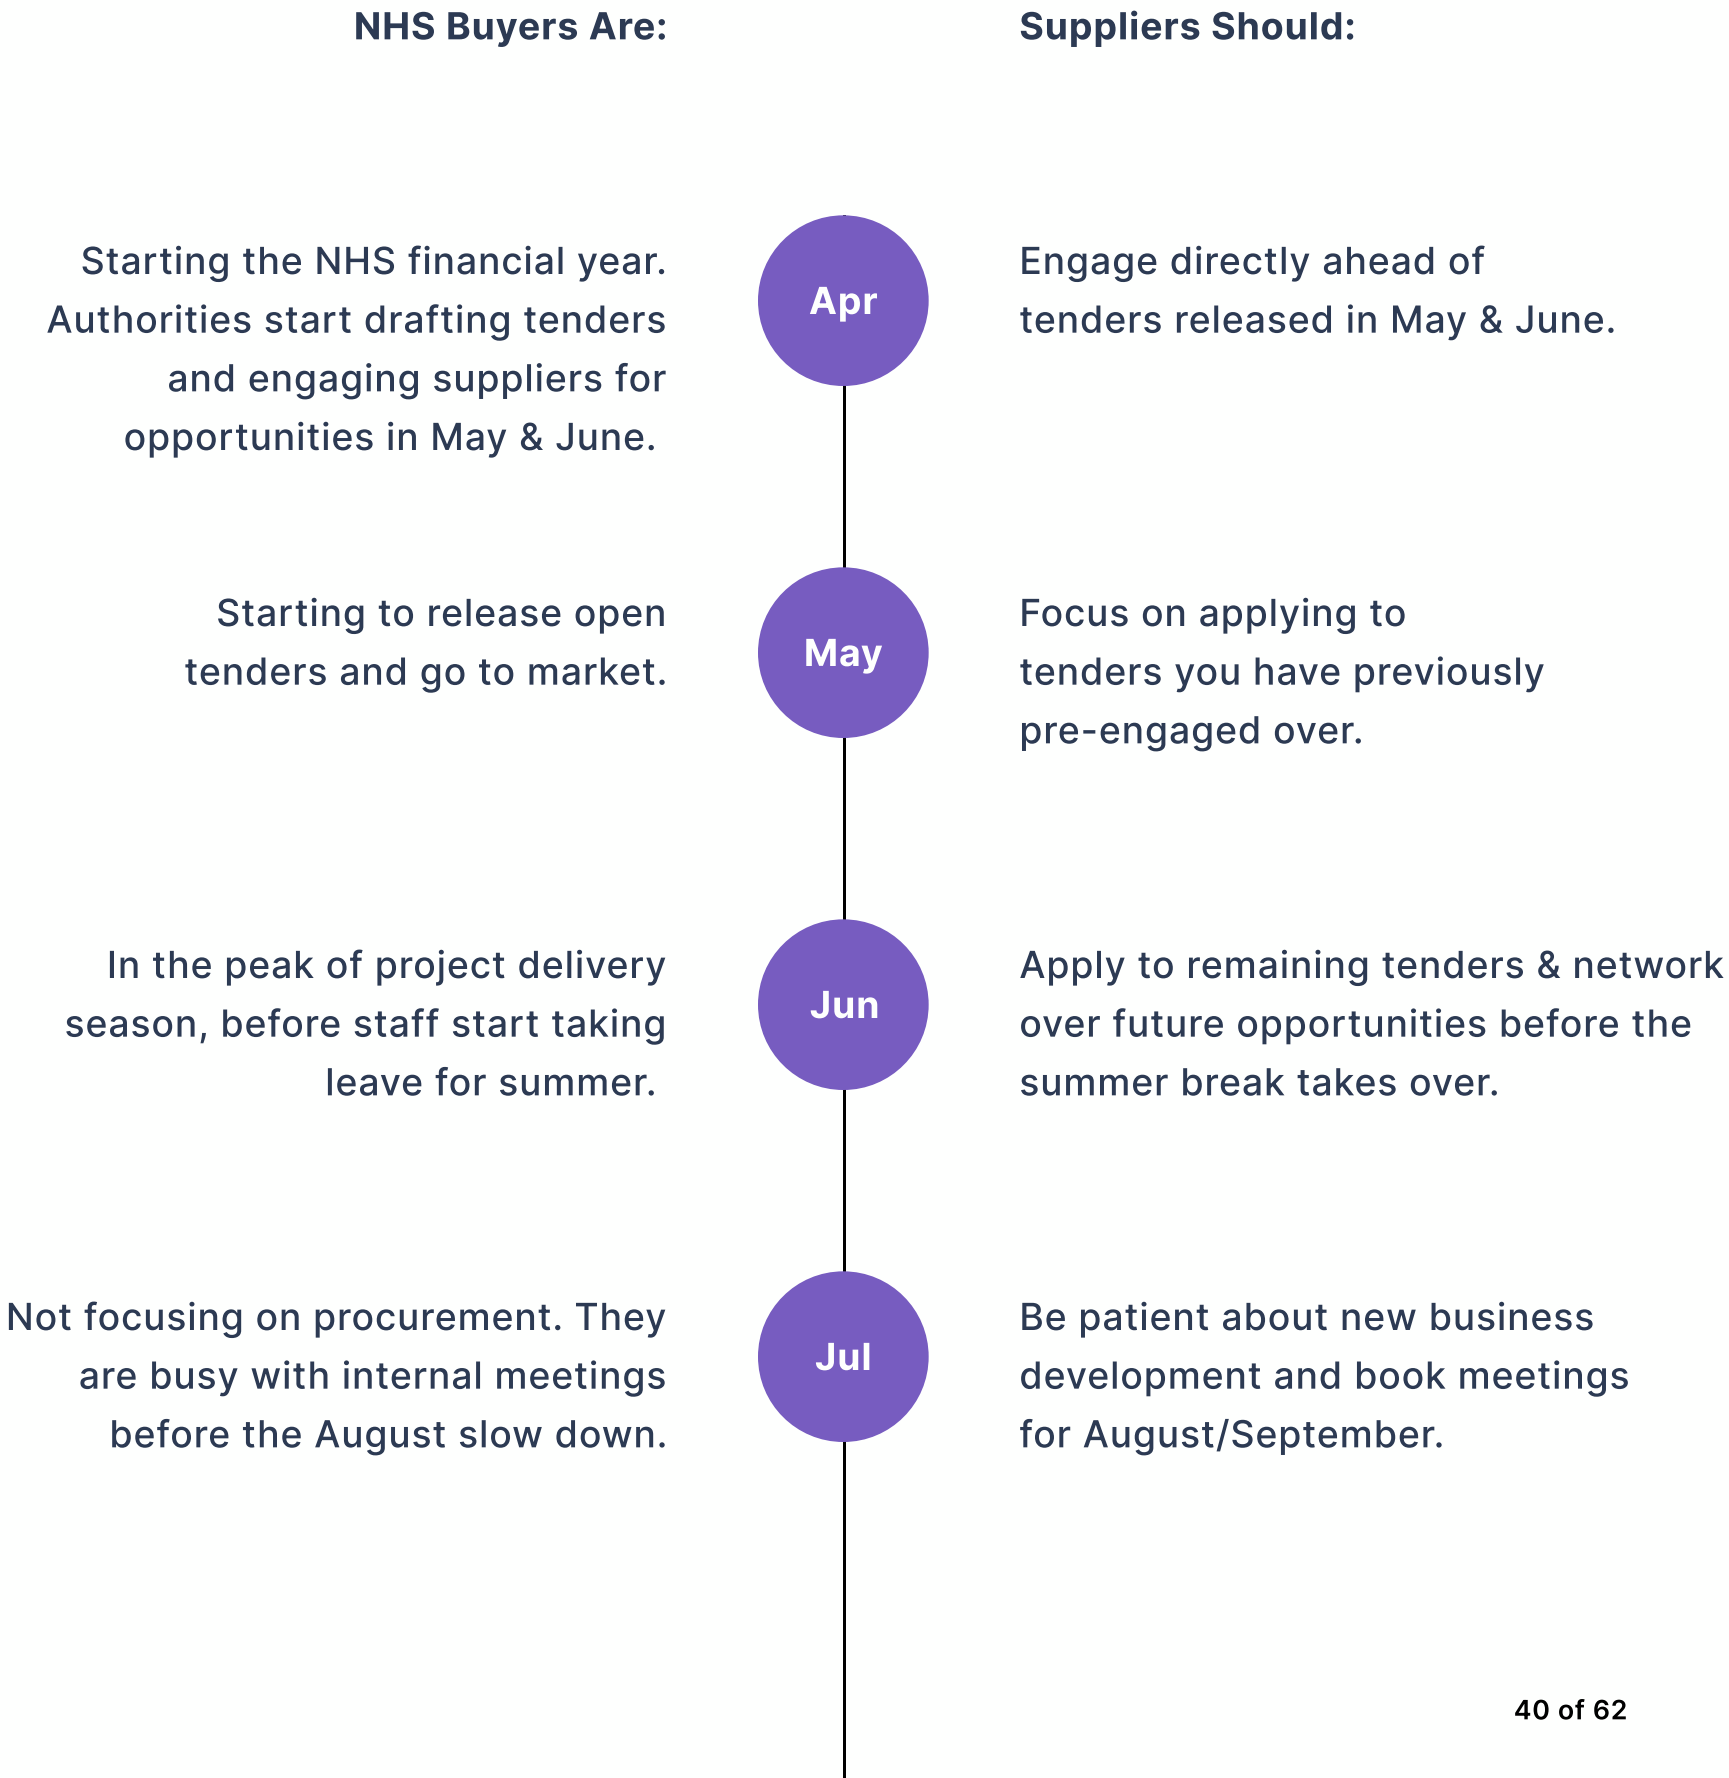 NHS Buyers Are:
Suppliers Should:
Starting the NHS financial year.
Authorities start drafting tenders
and engaging suppliers for
opportunities in May & June.
Apr
Engage directly ahead of
tenders released in May & June.
Starting to release open
tenders and go to market.
May
Focus on applying to
tenders you have previously
pre-engaged over.
In the peak of project delivery
season, before staff start taking
leave for summer.
Jun
Apply to remaining tenders & network
over future opportunities before the
summer break takes over.
Not focusing on procurement. They
are busy with internal meetings
before the August slow down.
Jul
Be patient about new business
development and book meetings
for August/September.
40 of 62